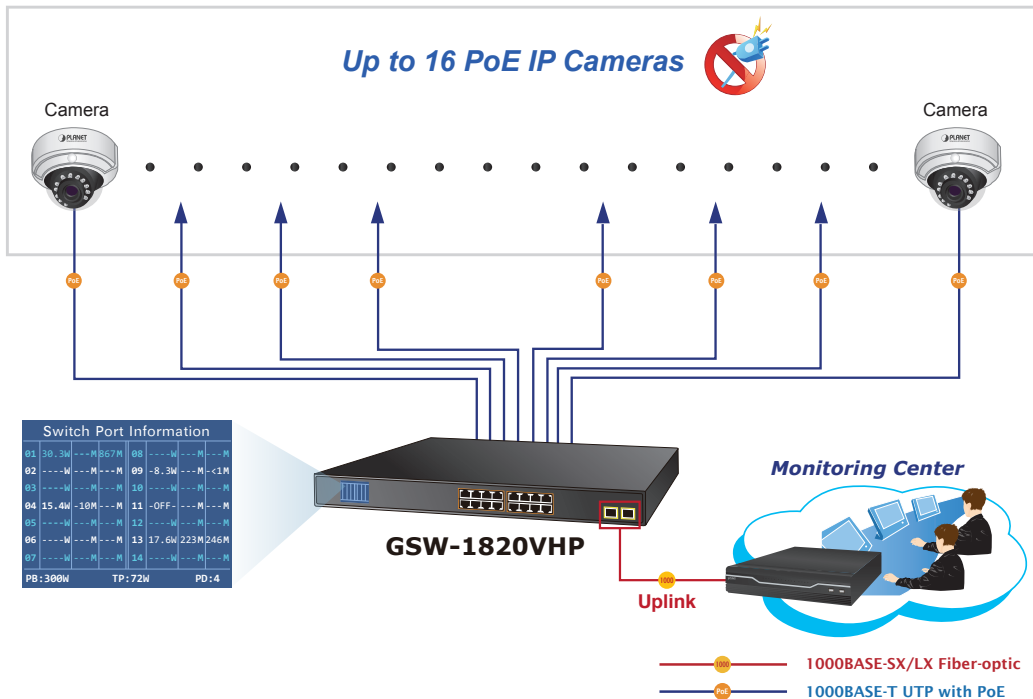 Up to 16 PoE IP Cameras
Camera
Camera
PLANET
PLANET
PoE
PoE
PoE
PoE
PoE
PoE
PoE
PoE
Switch Port Information
01 30.3W ---M 867M 08 ----W ---M ---M
02 ----W ---M ---M 09 -8.3W ---M -<1M
03 ----W ---M ---M 10 ----W ---M ---M
04 15.4W -10M ---M 11 -OFF- ---M ---M
05 ----W ---M ---M 12 ----W ---M ---M
06 ----W ---M ---M 13 17.6W 223M 246M
07 ----W ---M ---M 14 ----W ---M ---M
PB:300W TP:72W PD:4
GSW-1820VHP
Monitoring Center
1000
Uplink
1000 1000BASE-SX/LX Fiber-optic
PoE 1000BASE-T UTP with PoE